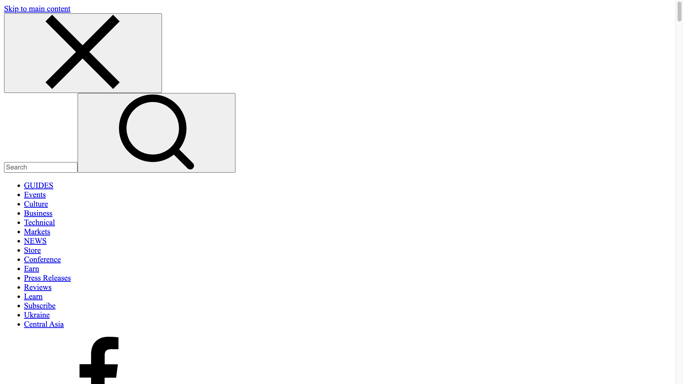 Skip to main content
Search
GUIDES
Events
Culture
Business
Technical
Markets
NEWS
Store
Conference
Earn
Press Releases
Reviews
Learn
Subscribe
Ukraine
Central Asia